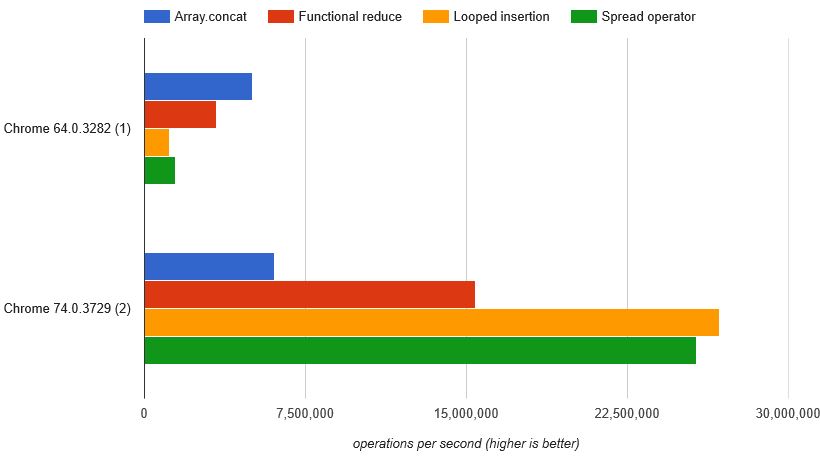 Array.concat Functional reduce Looped insertion Spread operator
Chrome 64.0.3282 (1)
Chrome 74.0.3729 (2)
0 7,500,000 15,000,000 22,500,000 30,000,000
operations per second (higher is better)